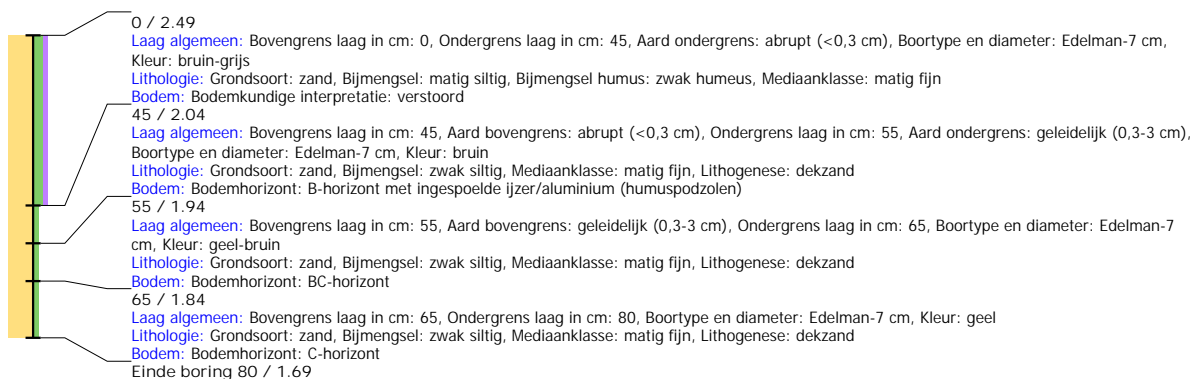 0 / 2.49
Laag algemeen: Bovengrens laag in cm: 0, Ondergrens laag in cm: 45, Aard ondergrens: abrupt (<0,3 cm), Boortype en diameter: Edelman-7 cm,
Kleur: bruin-grijs
Lithologie: Grondsoort: zand, Bijmengsel: matig siltig, Bijmengsel humus: zwak humeus, Mediaanklasse: matig fijn
Bodem: Bodemkundige interpretatie: verstoord
45 / 2.04
Laag algemeen: Bovengrens laag in cm: 45, Aard bovengrens: abrupt (<0,3 cm), Ondergrens laag in cm: 55, Aard ondergrens: geleidelijk (0,3-3 cm),
Boortype en diameter: Edelman-7 cm, Kleur: bruin
Lithologie: Grondsoort: zand, Bijmengsel: zwak siltig, Mediaanklasse: matig fijn, Lithogenese: dekzand
Bodem: Bodemhorizont: B-horizont met ingespoelde ijzer/aluminium (humuspodzolen)
55 / 1.94
Laag algemeen: Bovengrens laag in cm: 55, Aard bovengrens: geleidelijk (0,3-3 cm), Ondergrens laag in cm: 65, Boortype en diameter: Edelman-7
cm, Kleur: geel-bruin
Lithologie: Grondsoort: zand, Bijmengsel: zwak siltig, Mediaanklasse: matig fijn, Lithogenese: dekzand
Bodem: Bodemhorizont: BC-horizont
65 / 1.84
Laag algemeen: Bovengrens laag in cm: 65, Ondergrens laag in cm: 80, Boortype en diameter: Edelman-7 cm, Kleur: geel
Lithologie: Grondsoort: zand, Bijmengsel: zwak siltig, Mediaanklasse: matig fijn, Lithogenese: dekzand
Bodem: Bodemhorizont: C-horizont
Einde boring 80 / 1.69